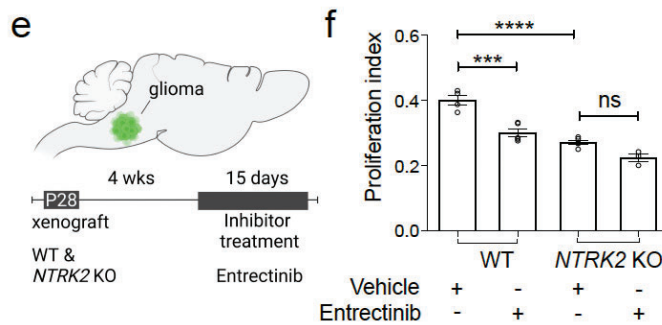 e
glioma
4 wks
15 days
P28
xenograft
Inhibitor
treatment
WT &
NTRK2 KO
Entrectinib
f
Proliferation index
0.6
0.4
0.2
0.0
****
***
ns
WT
NTRK2 KO
Vehicle + - + -
Entrectinib - + - +